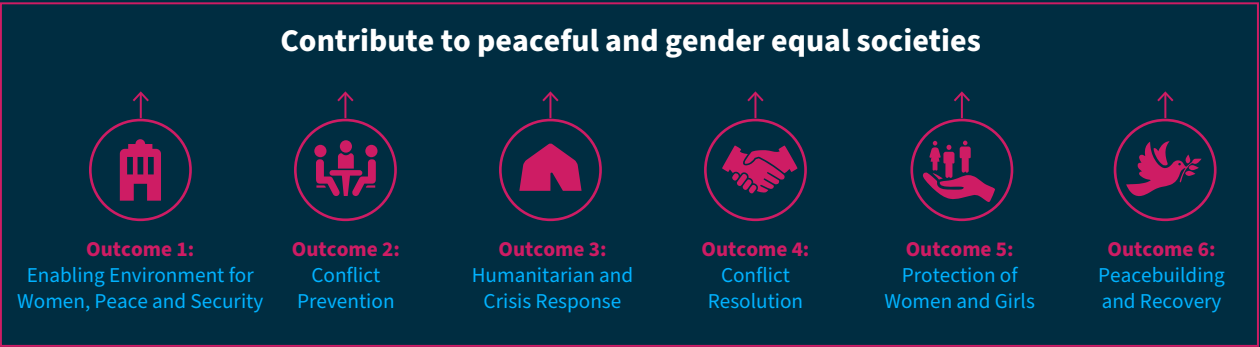 Contribute to peaceful and gender equal societies
Outcome 1:
Enabling Environment for
Women, Peace and Security
Outcome 2:
Conflict
Prevention
Outcome 3:
Humanitarian and
Crisis Response
Outcome 4:
Conflict
Resolution
Outcome 5:
Protection of
Women and Girls
Outcome 6:
Peacebuilding
and Recovery